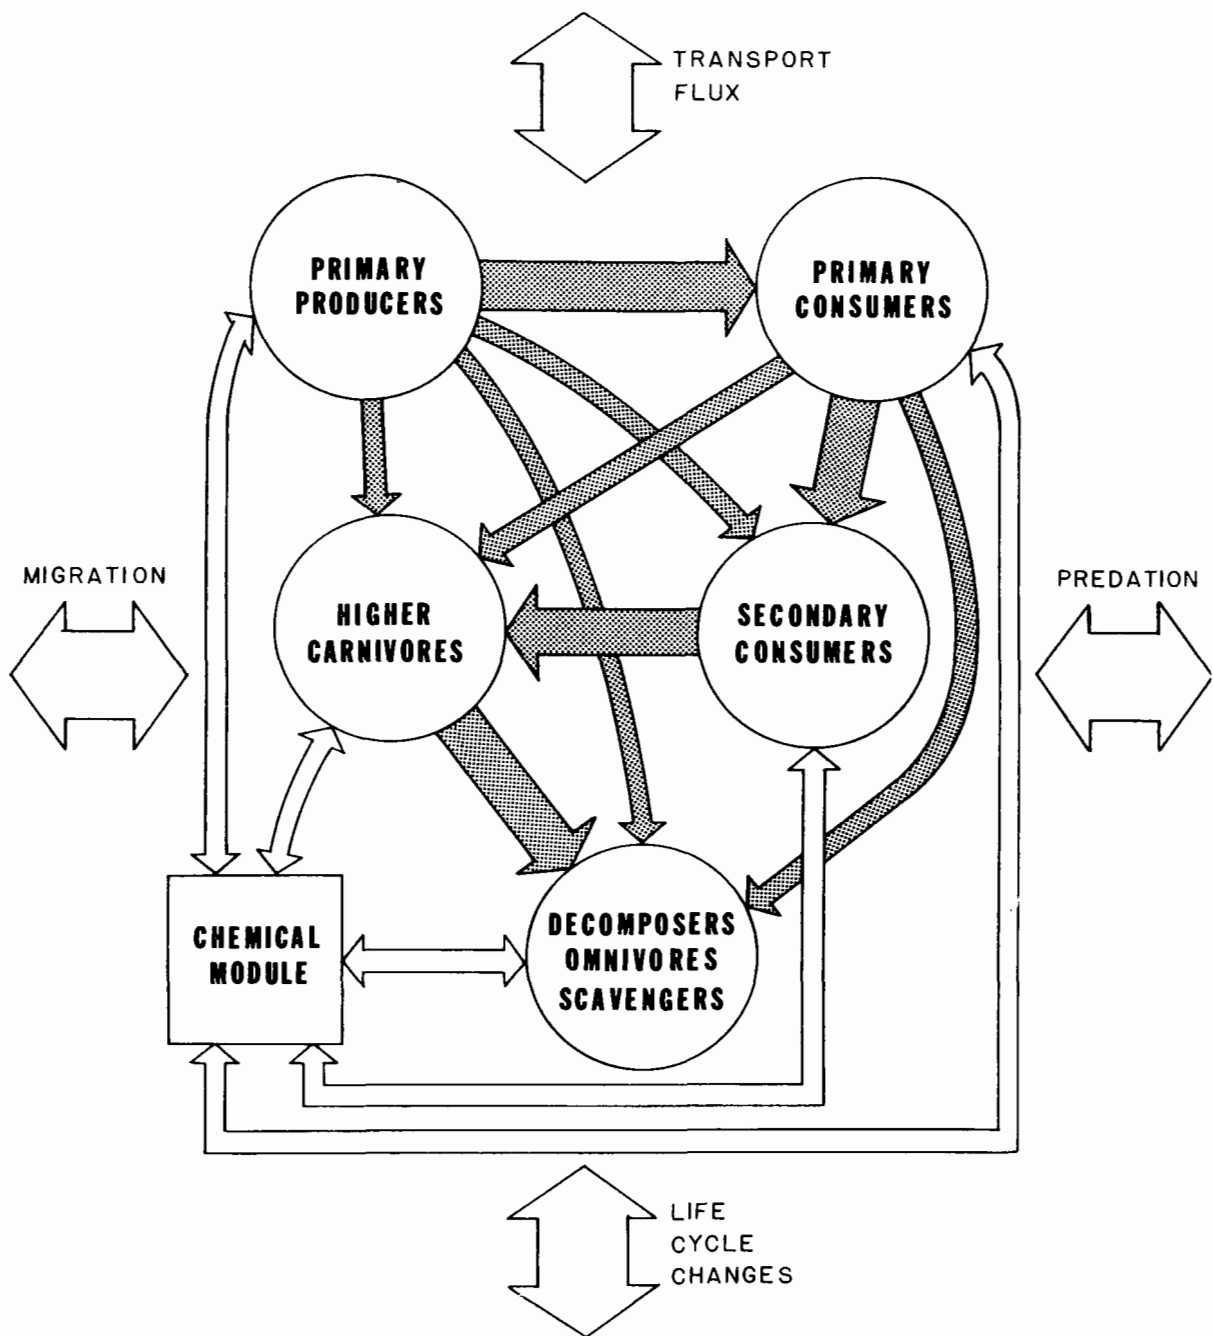 TRANSPORT
FLUX
PRIMARY
PRODUCERS
PRIMARY
CONSUMERS
MIGRATION
PREDATION
HIGHER
CARNIVORES
SECONDARY
CONSUMERS
CHEMICAL
MODULE
DECOMPOSERS
OMNIVORES
SCAVENGERS
LIFE
CYCLE
CHANGES